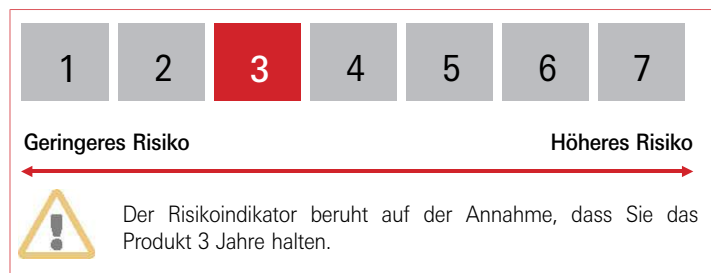 1 2 3 4 5 6 7
Geringeres Risiko Höheres Risiko
Der Risikoindikator beruht auf der Annahme, dass Sie das
Produkt 3 Jahre halten.